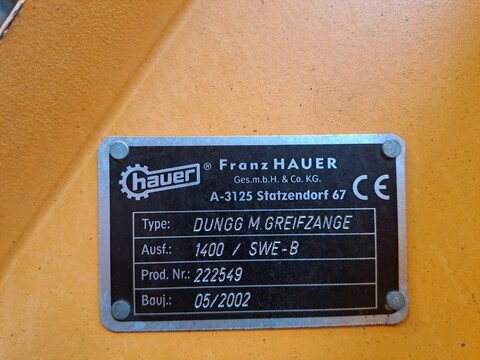 hauer ® Franz HAUER
Ges.m.b.H. & Co. KG.
A-3125 Statzendorf 67 CE
Type: DUNGG M.GREIFZANGE
Ausf.: 1400 / SWE-B
Prod. Nr.: 222549
Bauj.: 05/2002